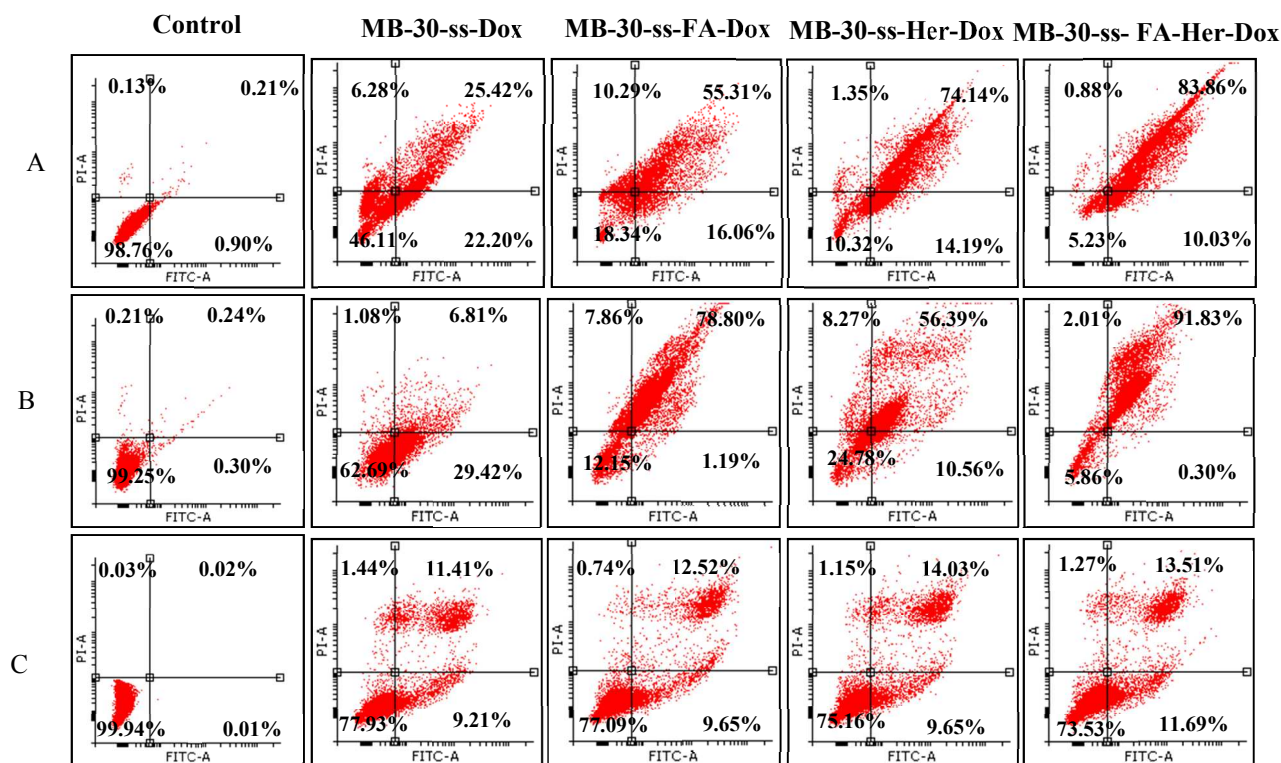 Control MB-30-ss-Dox MB-30-ss-FA-Dox MB-30-ss-Her-Dox MB-30-ss- FA-Her-Dox
A
0.13% 0.21% 6.28% 25.42% 10.29% 55.31% 1.35% 74.14% 0.88% 83.86%
PI-A PI-A PI-A PI-A PI-A
98.76% 0.90% 46.11% 22.20% 18.34% 16.06% 10.32% 14.19% 5.23% 10.03%
FITC-A FITC-A FITC-A FITC-A FITC-A
B
0.21% 0.24% 1.08% 6.81% 7.86% 78.80% 8.27% 56.39% 2.01% 91.83%
PI-A PI-A PI-A PI-A PI-A
99.25% 0.30% 62.69% 29.42% 12.15% 1.19% 24.78% 10.56% 5.86% 0.30%
FITC-A FITC-A FITC-A FITC-A FITC-A
C
0.03% 0.02% 1.44% 11.41% 0.74% 12.52% 1.15% 14.03% 1.27% 13.51%
PI-A PI-A PI-A PI-A PI-A
99.94% 0.01% 77.93% 9.21% 77.09% 9.65% 75.16% 9.65% 73.53% 11.69%
FITC-A FITC-A FITC-A FITC-A FITC-A